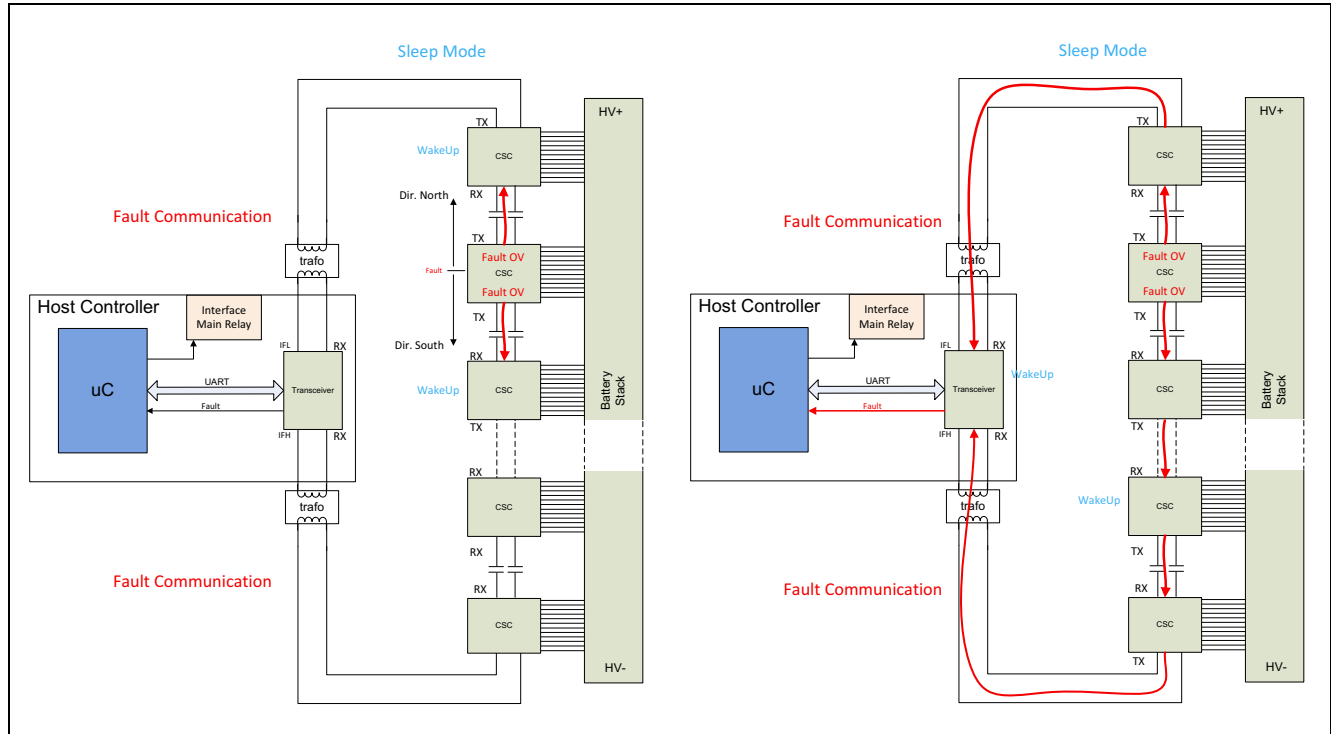 Sleep Mode
HV+
TX
WakeUp
CSC
RX
Dir. North
Fault Communication
TX
Fault OV
trafo
Fault
CSC
Fault OV
Host Controller
Interface
Main Relay
TX
Dir. South
RX
IFL
RX
uC
UART
Transceiver
WakeUp
CSC
Battery
Stack
Fault
IFH
RX
TX
RX
trafo
CSC
RX
Fault Communication
RX
CSC
HV-
Sleep Mode
HV+
TX
CSC
RX
Fault Communication
TX
Fault OV
trafo
CSC
Fault OV
Host Controller
Interface
Main Relay
TX
RX
IFL
RX
WakeUp
uC
UART
Transceiver
CSC
Battery
Stack
Fault
IFH
RX
TX
RX
trafo
WakeUp
CSC
TX
Fault Communication
RX
CSC
TX
HV-